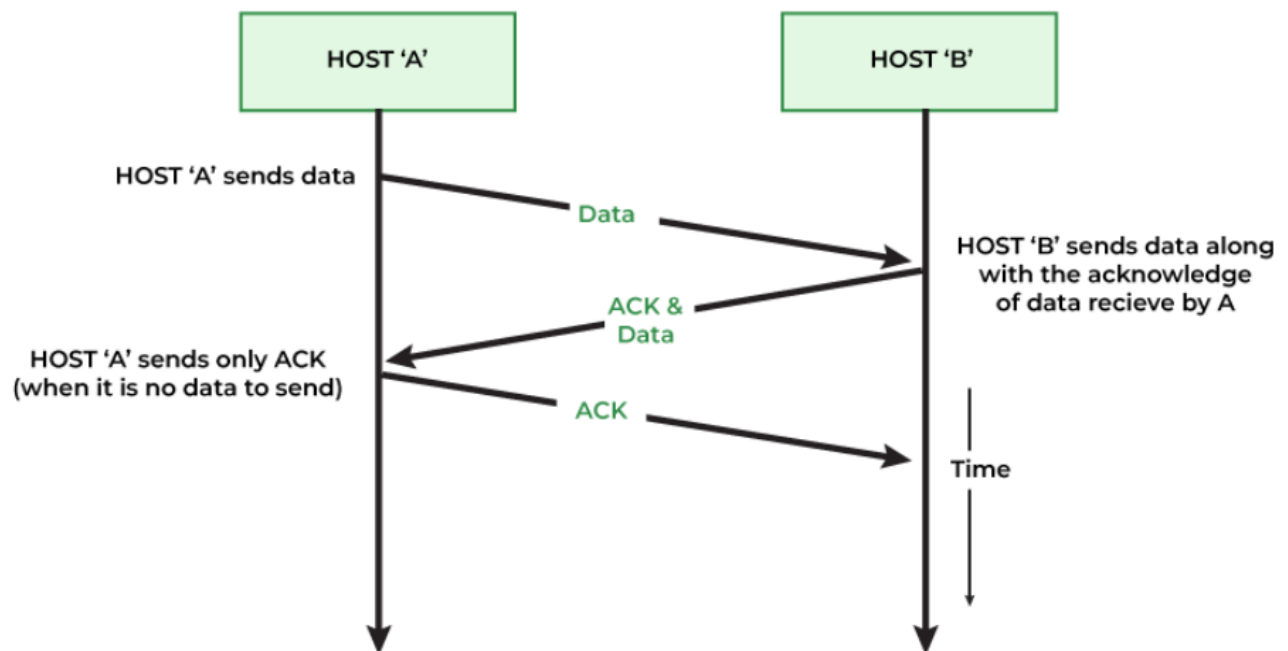 HOST ‘A’
HOST ‘B’
HOST ‘A’ sends data
Data
HOST ‘B’ sends data along
with the acknowledge
of data recieve by A
ACK &
Data
HOST ‘A’ sends only ACK
(when it is no data to send)
ACK
Time